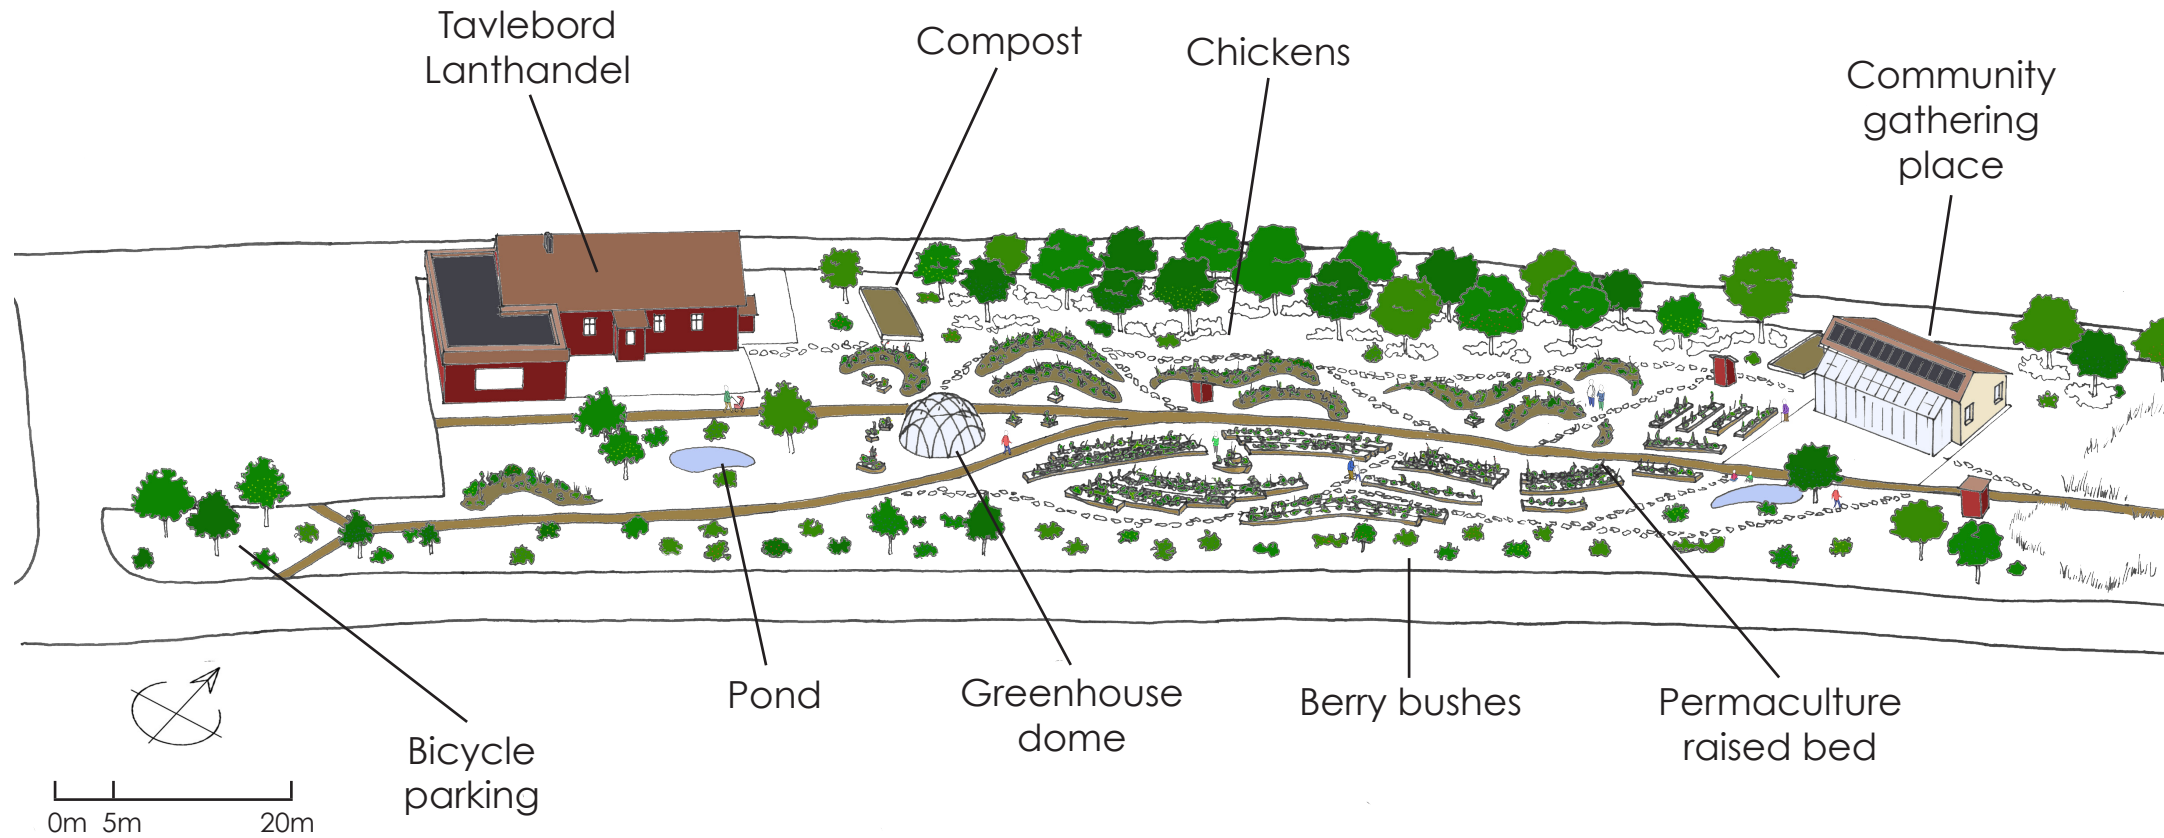 Tavlebord
Lanthandel
Compost
Chickens
Community
gathering
place
Pond
Greenhouse
dome
Berry bushes
Permaculture
raised bed
Bicycle
parking
0m 5m 20m